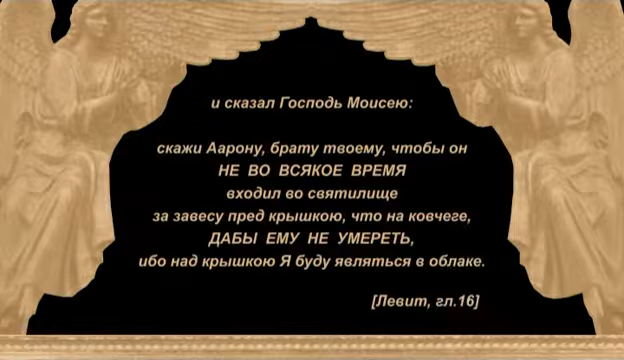 и сказал Господь Моисею:
скажи Аарону, брату твоему, чтобы он
НЕ ВО ВСЯКОЕ ВРЕМЯ
входил во святилище
за завесу пред крышкою, что на ковчеге,
ДАБЫ ЕМУ НЕ УМЕРЕТЬ,
ибо над крышкою Я буду являться в облаке.
[Левит, гл.16]